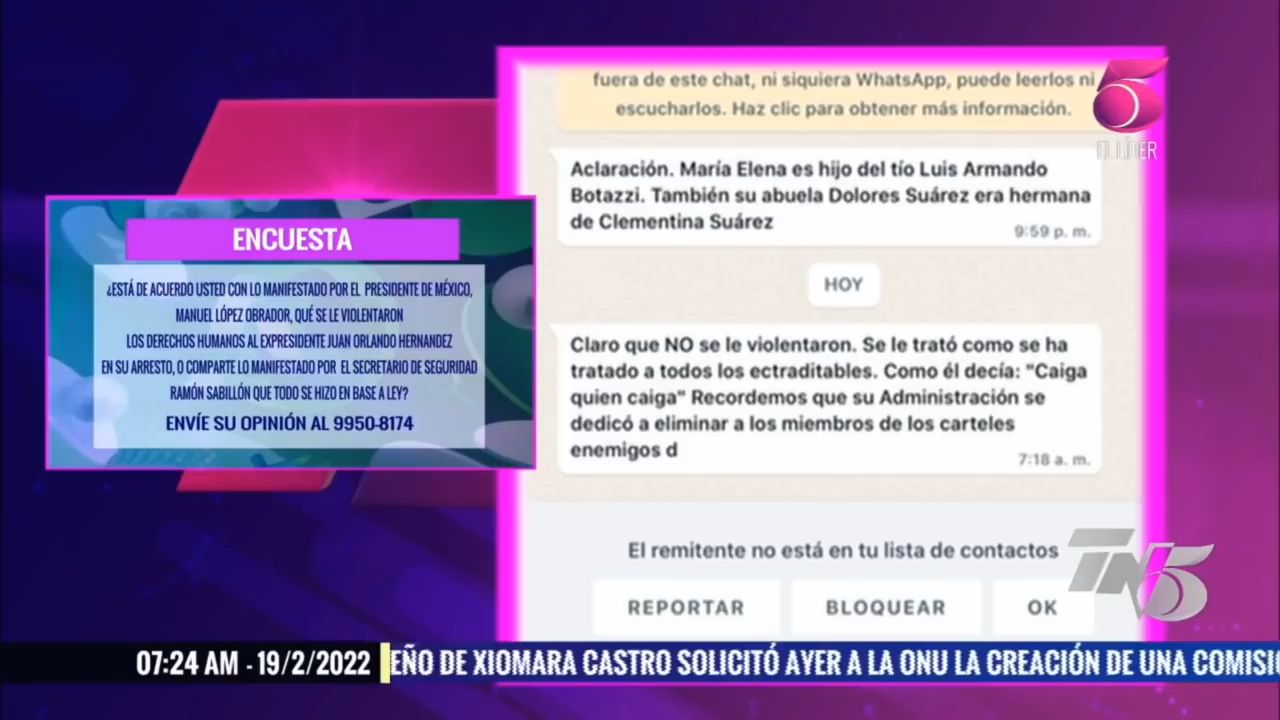 fuera de este chat, ni siquiera WhatsApp, puede leerlos ni
escucharlos. Haz clic para obtener más información.
5
EL LÍDER
Aclaración. María Elena es hijo del tío Luis Armando
Botazzi. También su abuela Dolores Suárez era hermana
de Clementina Suárez
9:59 p. m.
HOY
Claro que NO se le violentaron. Se le trató como se ha
tratado a todos los ectraditables. Como él decía: "Caiga
quien caiga" Recordemos que su Administración se
dedicó a eliminar a los miembros de los carteles
enemigos d
7:18 a. m.
El remitente no está en tu lista de contactos
REPORTAR
BLOQUEAR
OK
ENCUESTA
¿ESTÁ DE ACUERDO USTED CON LO MANIFESTADO POR EL PRESIDENTE DE MÉXICO,
MANUEL LÓPEZ OBRADOR, QUÉ SE LE VIOLENTARON
LOS DERECHOS HUMANOS AL EXPRESIDENTE JUAN ORLANDO HERNANDEZ
EN SU ARRESTO, O COMPARTE LO MANIFESTADO POR EL SECRETARIO DE SEGURIDAD
RAMÓN SABILLÓN QUE TODO SE HIZO EN BASE A LEY?
ENVÍE SU OPINIÓN AL 9950-8174
TN5
07:24 AM - 19/2/2022
EÑO DE XIOMARA CASTRO SOLICITÓ AYER A LA ONU LA CREACIÓN DE UNA COMISI